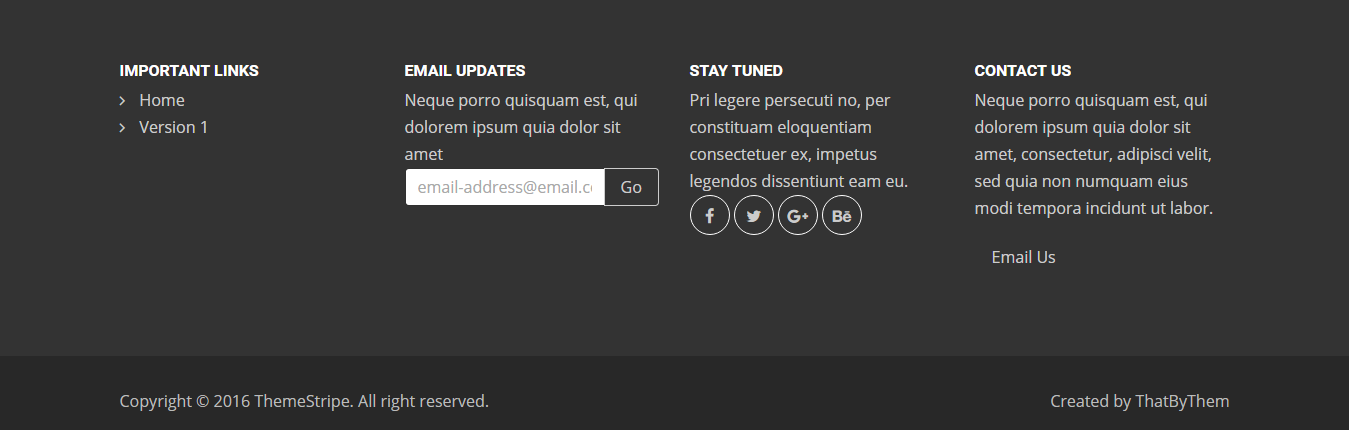 IMPORTANT LINKS
Home
Version 1
EMAIL UPDATES
Neque porro quisquam est, qui
dolorem ipsum quia dolor sit
amet
email-address@email.co
Go
STAY TUNED
Pri legere persecuti no, per
constituam eloquentiam
consectetuer ex, impetus
legendos dissentiunt eam eu.
CONTACT US
Neque porro quisquam est, qui
dolorem ipsum quia dolor sit
amet, consectetur, adipisci velit,
sed quia non numquam eius
modi tempora incidunt ut labor.
Email Us
Copyright © 2016 ThemeStripe. All right reserved.
Created by ThatByThem